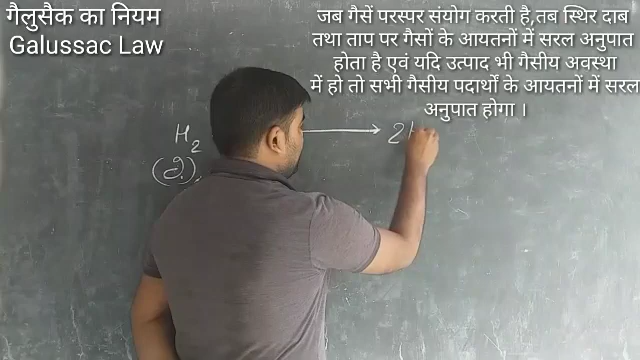 गैलुसैक का नियम
Galussac Law
जब गैसें परस्पर संयोग करती है,तब स्थिर दाब
तथा ताप पर गैसों के आयतनों में सरल अनुपात
होता है एवं यदि उत्पाद भी गैसीय अवस्था
में हो तो सभी गैसीय पदार्थों के आयतनों में सरल
अनुपात होगा ।
H₂ → 2H